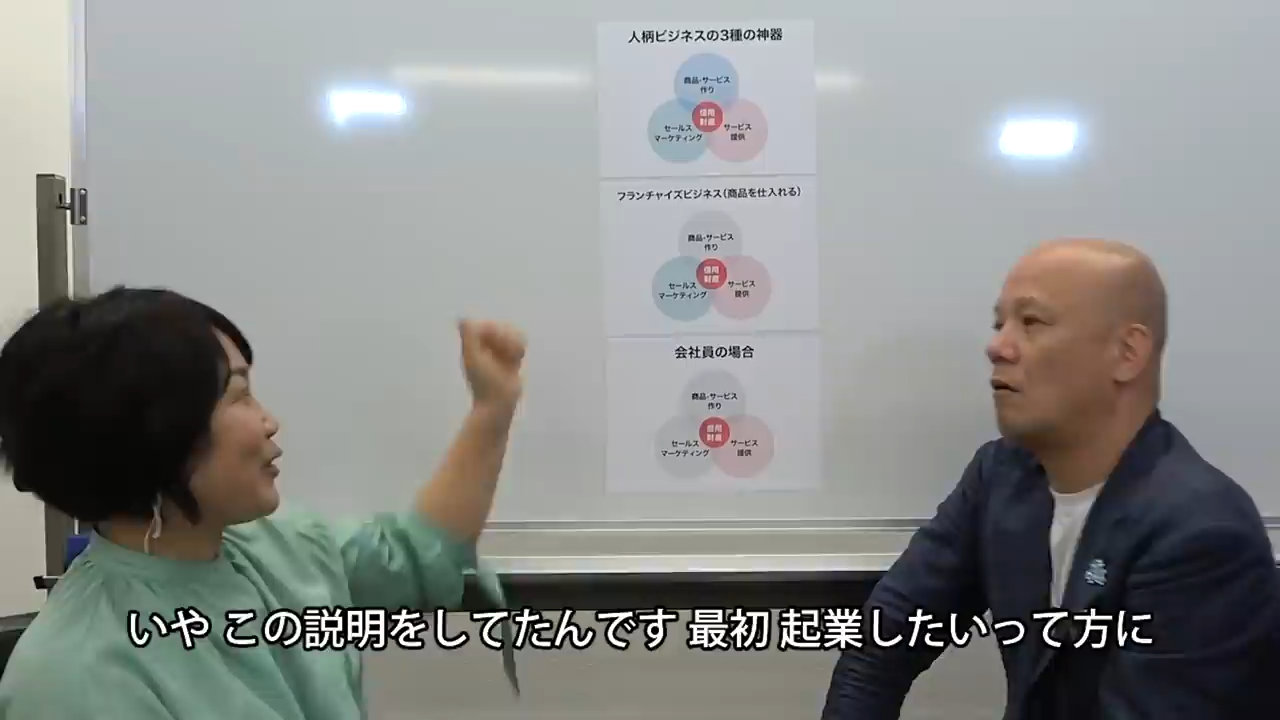 人柄ビジネスの3種の神器
商品・サービス
作り
信用
財産
セールス
マーケティング
サービス
提供
フランチャイズビジネス(商品を仕入れる)
商品・サービス
作り
信用
財産
セールス
マーケティング
サービス
提供
会社員の場合
商品・サービス
作り
信用
財産
セールス
マーケティング
サービス
提供
いや この説明をしてたんです 最初 起業したいって方に